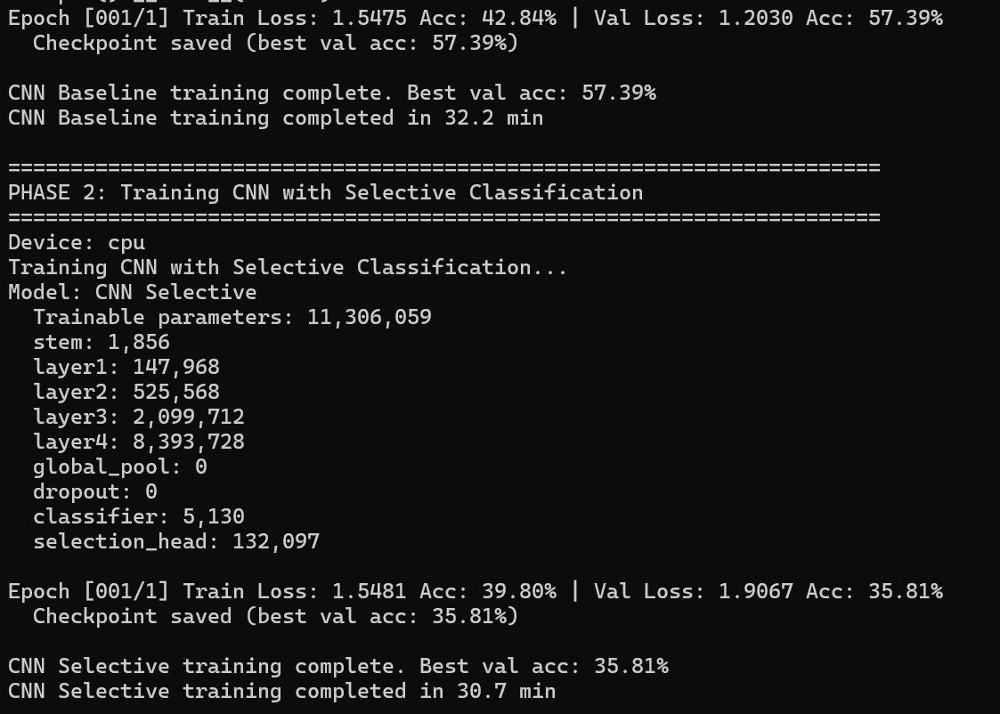 Epoch [001/1] Train Loss: 1.5475 Acc: 42.84% | Val Loss: 1.2030 Acc: 57.39%
  Checkpoint saved (best val acc: 57.39%)

CNN Baseline training complete. Best val acc: 57.39%
CNN Baseline training completed in 32.2 min

======================================================================
PHASE 2: Training CNN with Selective Classification
======================================================================
Device: cpu
Training CNN with Selective Classification...
Model: CNN Selective
  Trainable parameters: 11,306,059
  stem: 1,856
  layer1: 147,968
  layer2: 525,568
  layer3: 2,099,712
  layer4: 8,393,728
  global_pool: 0
  dropout: 0
  classifier: 5,130
  selection_head: 132,097

Epoch [001/1] Train Loss: 1.5481 Acc: 39.80% | Val Loss: 1.9067 Acc: 35.81%
  Checkpoint saved (best val acc: 35.81%)

CNN Selective training complete. Best val acc: 35.81%
CNN Selective training completed in 30.7 min